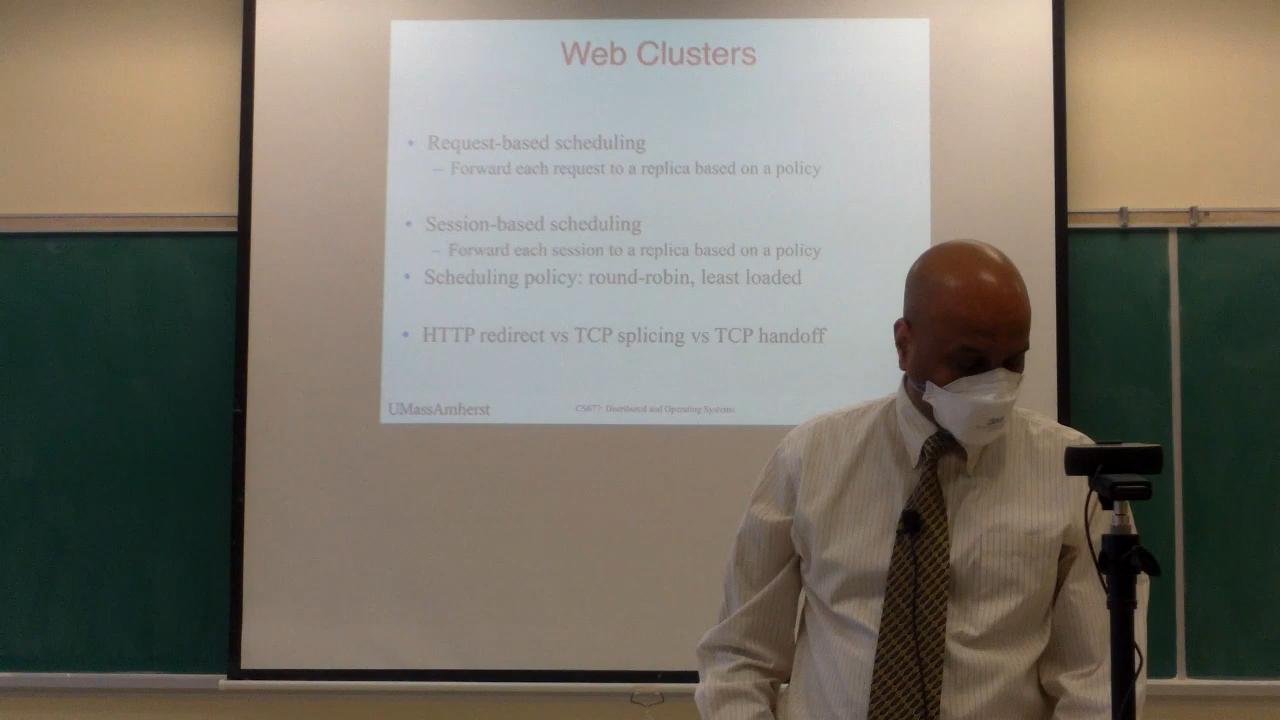 Web Clusters
• Request-based scheduling
– Forward each request to a replica based on a policy
• Session-based scheduling
– Forward each session to a replica based on a policy
• Scheduling policy: round-robin, least loaded
• HTTP redirect vs TCP splicing vs TCP handoff
UMassAmherst
CS677: Distributed and Operating Systems